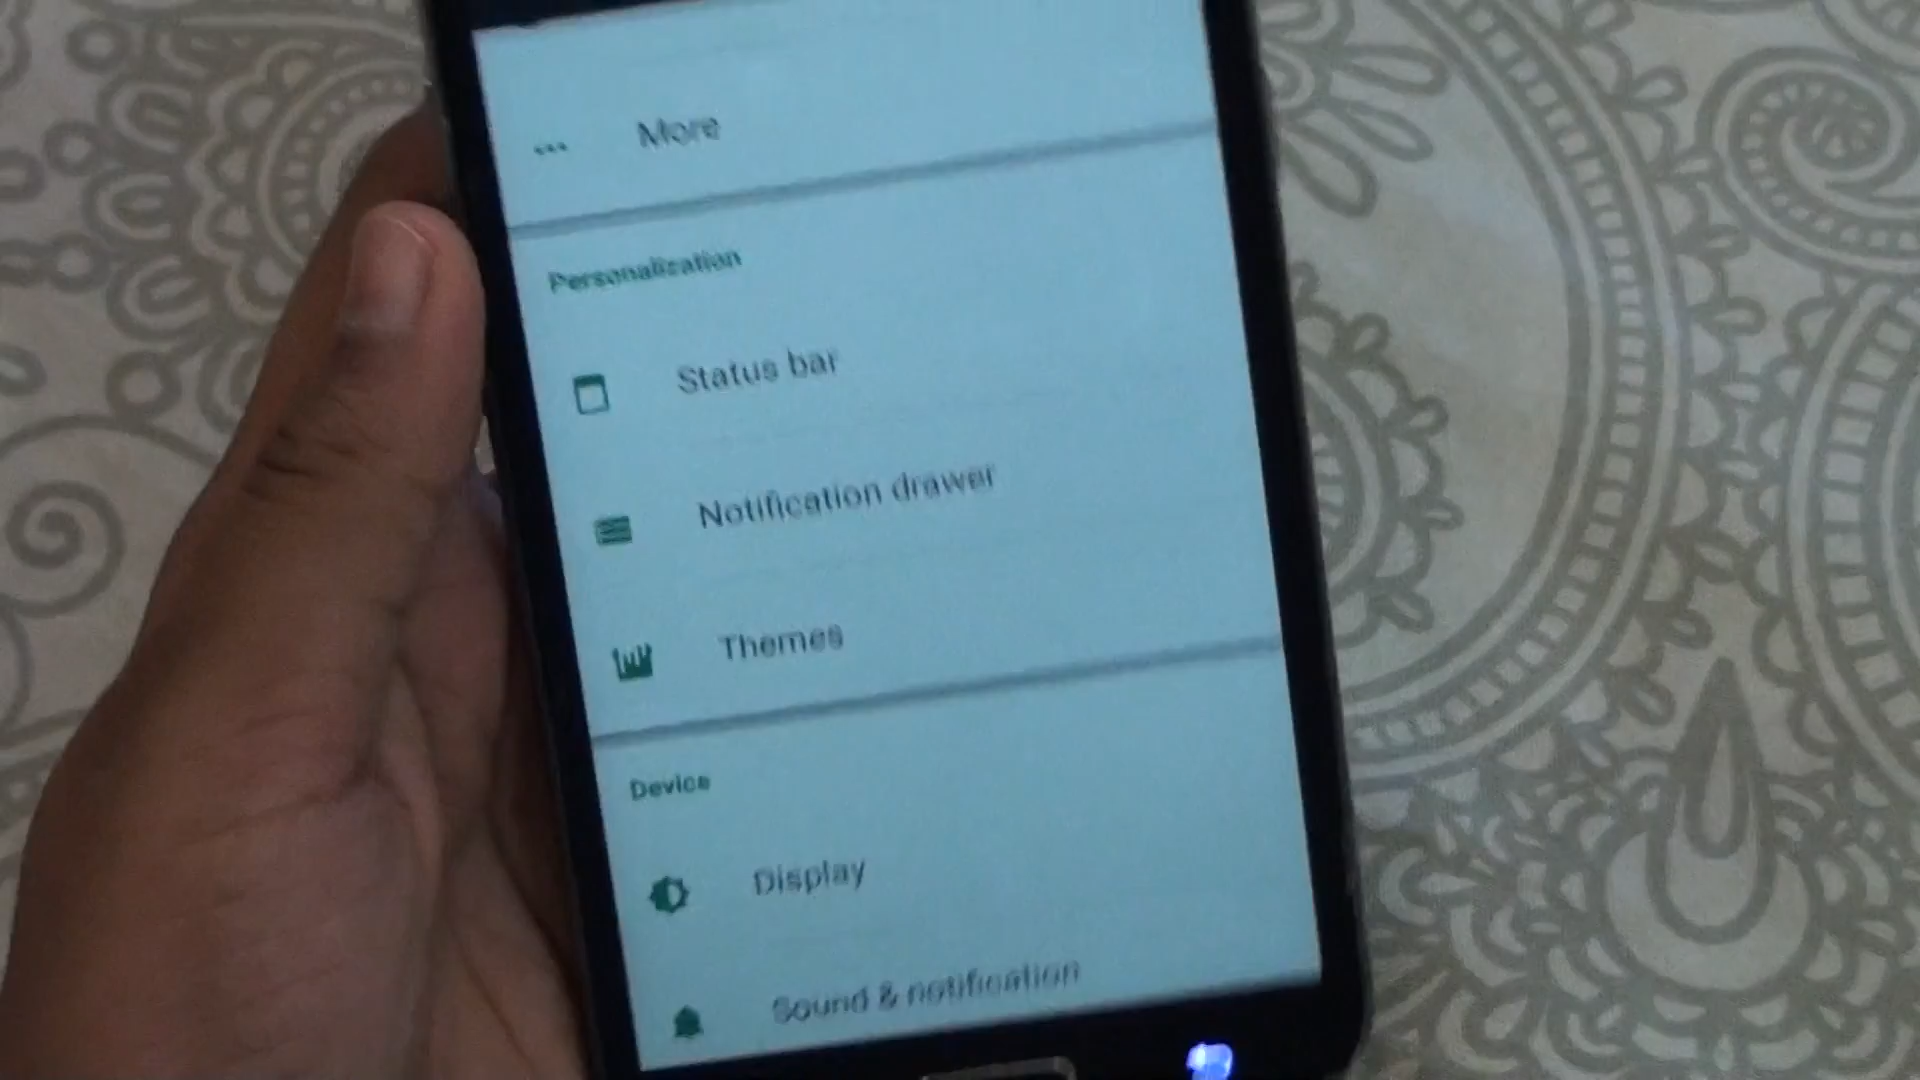 More
Personalization
Status bar
Notification drawer
Themes
Device
Display
Sound & notification